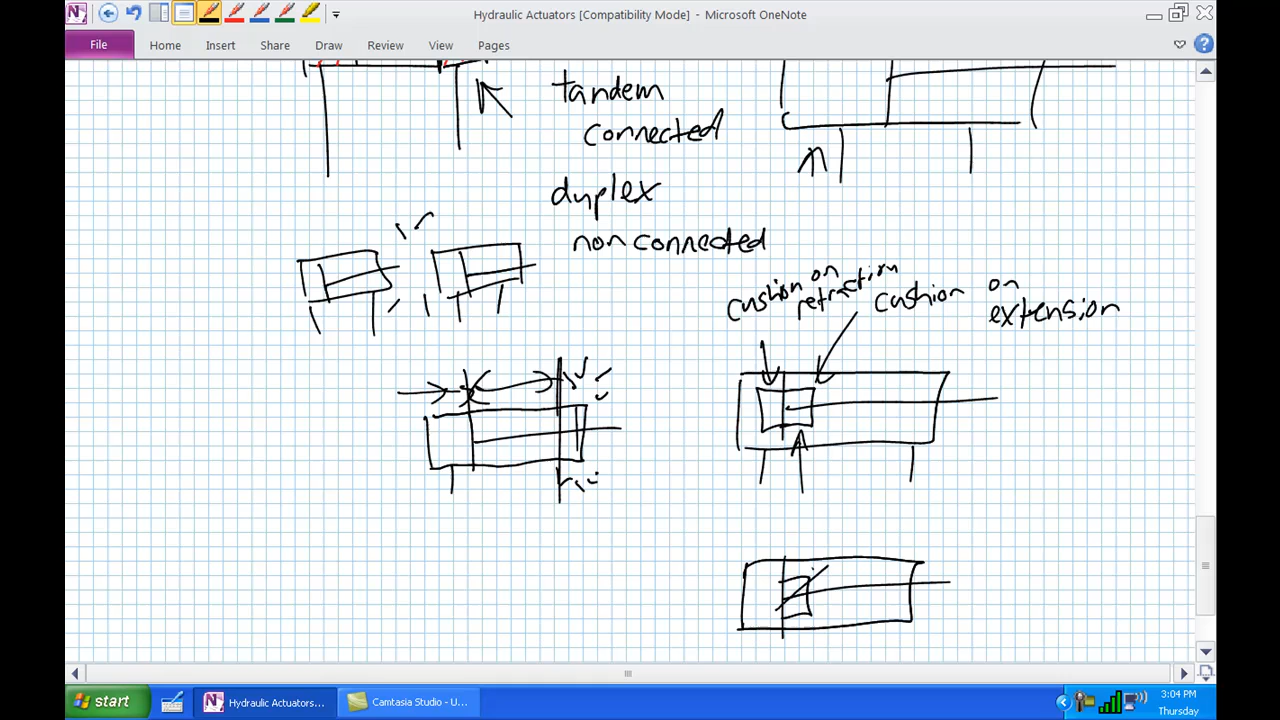 Hydraulic Actuators [Compatibility Mode] - Microsoft OneNote
File Home Insert Share Draw Review View Pages
tandem
connected
duplex
non connected
cushion on
retraction
cushion on
extension
start
Hydraulic Actuators...
Camtasia Studio - U...
3:04 PM
Thursday